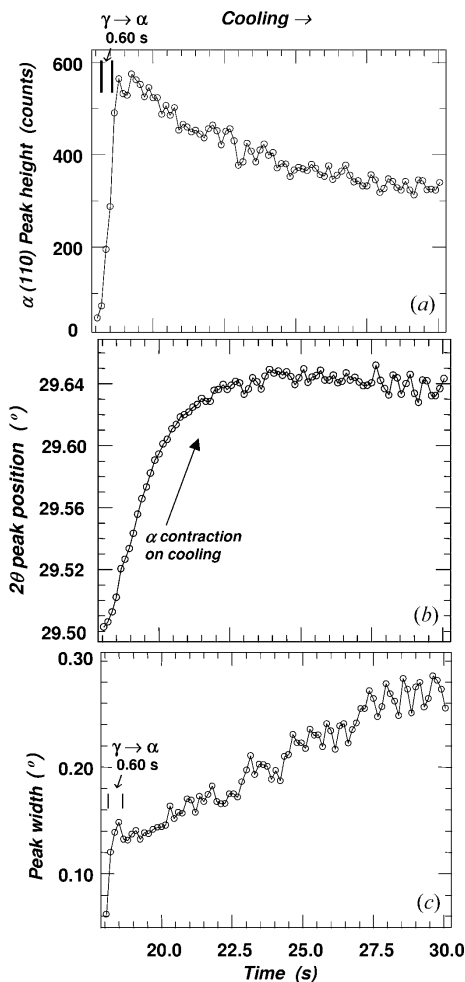 γ → α
0.60 s
Cooling →
α (110) Peak height (counts)
600
400
200
0
(a)
2θ peak position (°)
29.64
29.60
29.56
29.52
29.50
α contraction
on cooling
(b)
Peak width (°)
0.30
0.20
0.10
γ → α
0.60 s
(c)
20.0 22.5 25.0 27.5 30.0
Time (s)